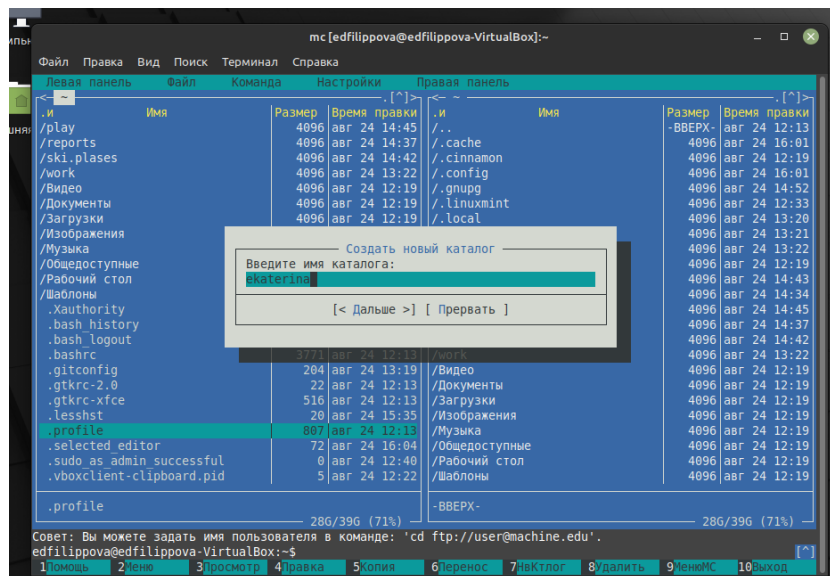 mc [edfilippova@edfilippova-VirtualBox]:~
Файл Правка Вид Поиск Терминал Справка
Левая панель Файл Команда Настройки Правая панель
<─ ~ .[^]> <─ ~ .[^]>
.и Имя Размер Время правки .и Имя Размер Время правки
/play 4096 авг 24 14:45 /.. -ВВЕРХ- авг 24 12:13
/reports 4096 авг 24 14:37 /.cache 4096 авг 24 16:01
/ski.plases 4096 авг 24 14:42 /.cinnamon 4096 авг 24 12:19
/work 4096 авг 24 13:22 /.config 4096 авг 24 16:01
/Видео 4096 авг 24 12:19 /.gnupg 4096 авг 24 14:52
/Документы 4096 авг 24 12:19 /.linuxmint 4096 авг 24 12:33
/Загрузки 4096 авг 24 12:19 /.local 4096 авг 24 13:20
/Изображения 4096 авг 24 13:21
/Музыка 4096 авг 24 13:22
/Общедоступные 4096 авг 24 12:19
/Рабочий стол 4096 авг 24 14:43
/Шаблоны 4096 авг 24 14:34
.Xauthority 4096 авг 24 14:45
.bash_history 4096 авг 24 14:37
.bash_logout 4096 авг 24 14:42
Создать новый каталог
Введите имя каталога:
ekaterina
[< Дальше >] [ Прервать ]
.bashrc 3771 авг 24 12:13 /work 4096 авг 24 13:22
.gitconfig 204 авг 24 13:19 /Видео 4096 авг 24 12:19
.gtkrc-2.0 22 авг 24 12:13 /Документы 4096 авг 24 12:19
.gtkrc-xfce 516 авг 24 12:13 /Загрузки 4096 авг 24 12:19
.lesshst 20 авг 24 15:35 /Изображения 4096 авг 24 12:19
.profile 807 авг 24 12:13 /Музыка 4096 авг 24 12:19
.selected_editor 72 авг 24 16:04 /Общедоступные 4096 авг 24 12:19
.sudo_as_admin_successful 0 авг 24 12:40 /Рабочий стол 4096 авг 24 12:19
.vboxclient-clipboard.pid 5 авг 24 12:22 /Шаблоны 4096 авг 24 12:19
.profile -ВВЕРХ-
28G/39G (71%) 28G/39G (71%)
Совет: Вы можете задать имя пользователя в команде: 'cd ftp://user@machine.edu'.
edfilippova@edfilippova-VirtualBox:~$ [^]
1Помощь 2Меню 3Просмотр 4Правка 5Копия 6Перенос 7НвКтлог 8Удалить 9МенюМС 10Выход